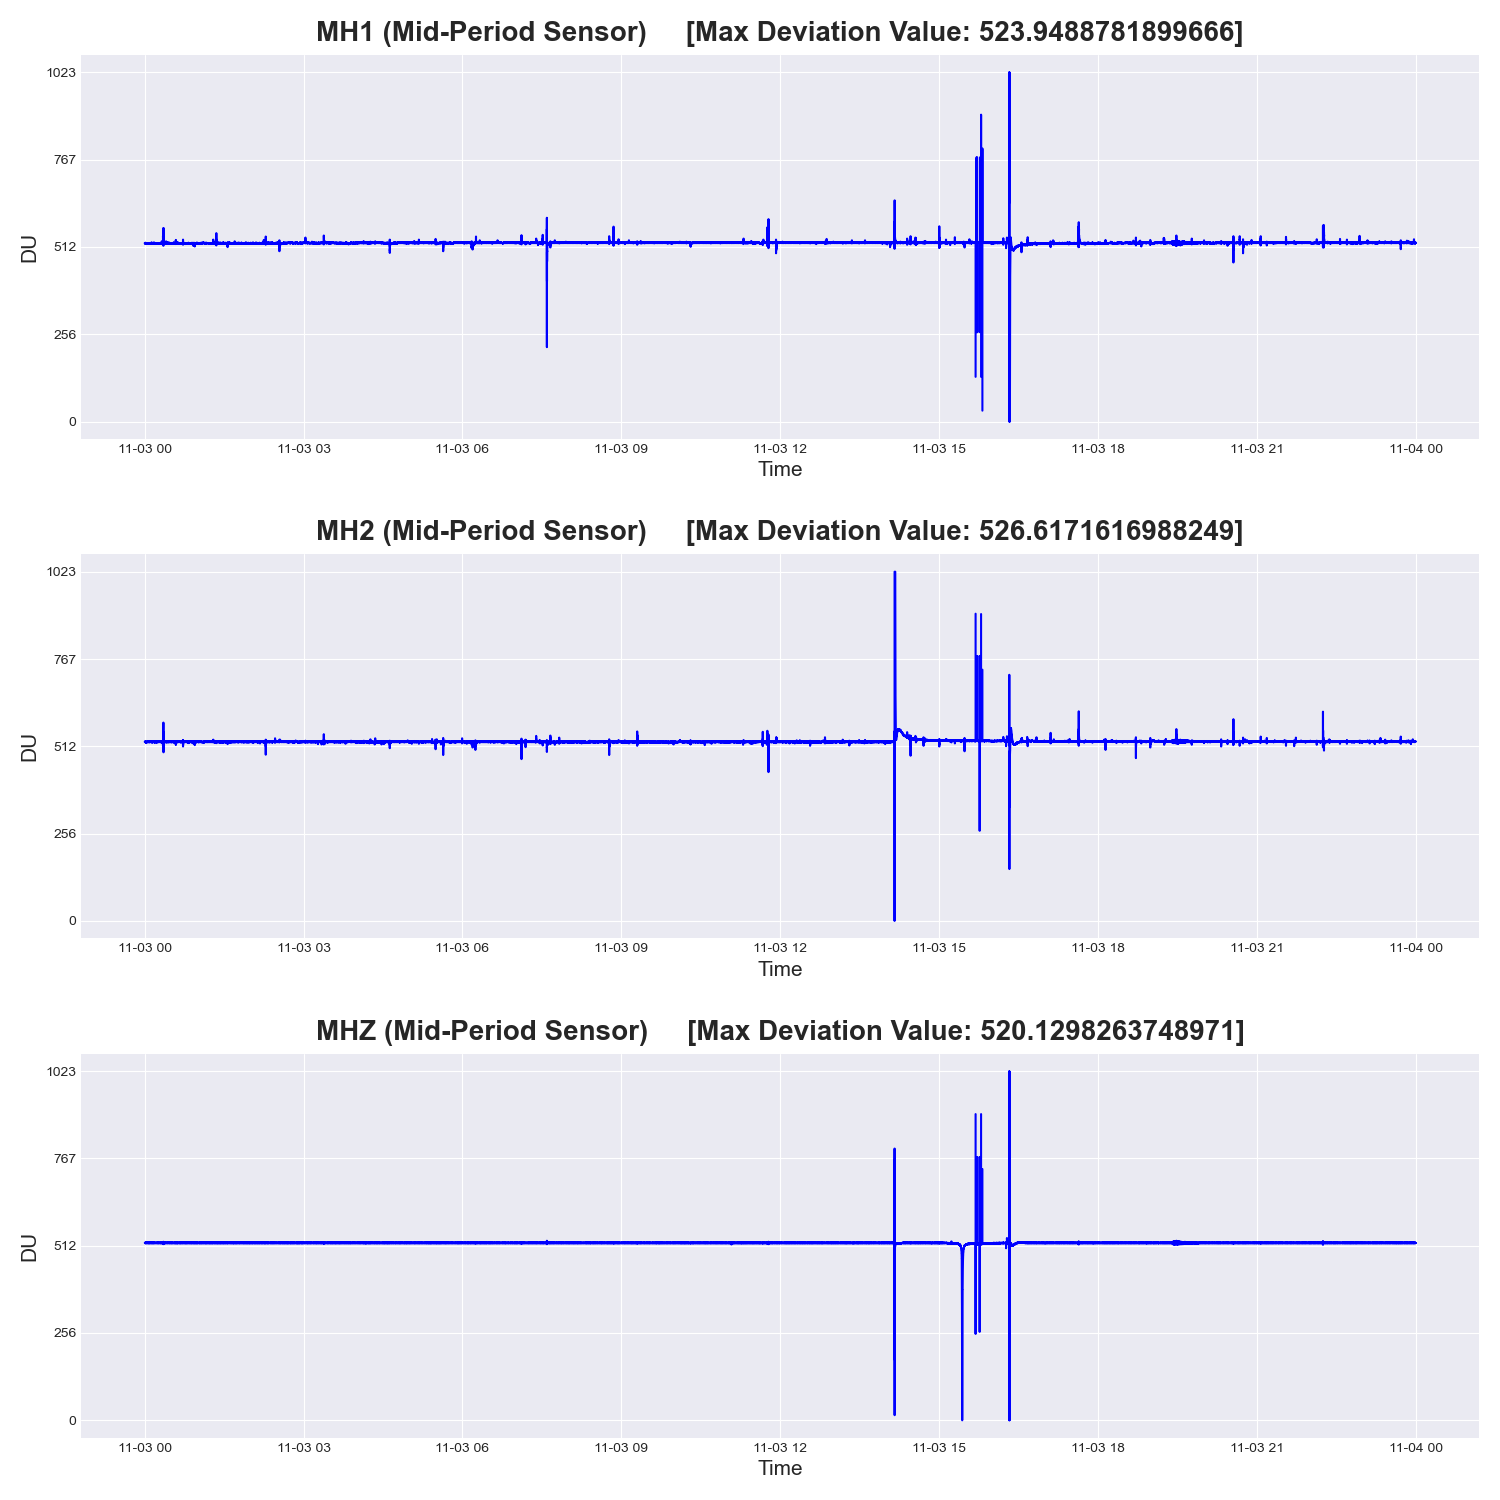 MH1 (Mid-Period Sensor) [Max Deviation Value: 523.9488781899666]
1023
767
512
256
0
DU
11-03 00 11-03 03 11-03 06 11-03 09 11-03 12 11-03 15 11-03 18 11-03 21 11-04 00
Time
MH2 (Mid-Period Sensor) [Max Deviation Value: 526.6171616988249]
1023
767
512
256
0
DU
11-03 00 11-03 03 11-03 06 11-03 09 11-03 12 11-03 15 11-03 18 11-03 21 11-04 00
Time
MHZ (Mid-Period Sensor) [Max Deviation Value: 520.1298263748971]
1023
767
512
256
0
DU
11-03 00 11-03 03 11-03 06 11-03 09 11-03 12 11-03 15 11-03 18 11-03 21 11-04 00
Time